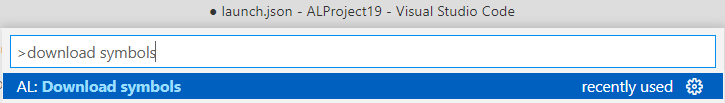 ● launch.json - ALProject19 - Visual Studio Code
>download symbols
AL: Download symbols recently used